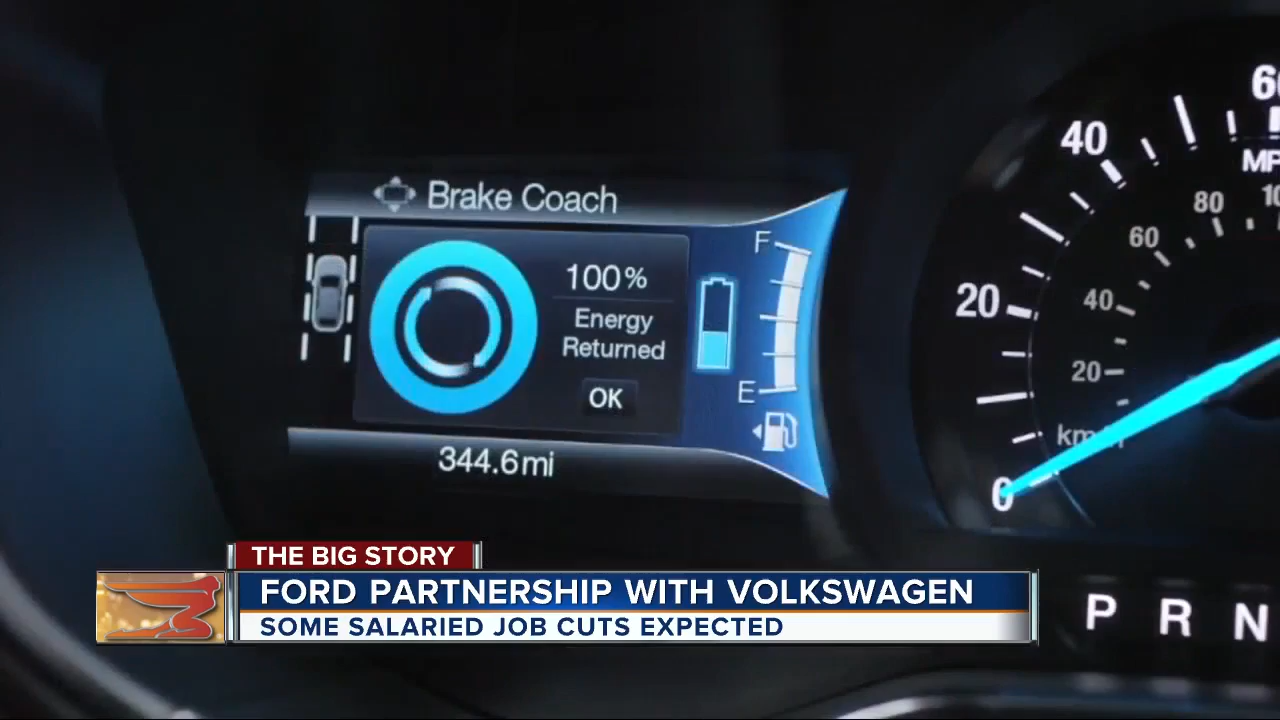 Brake Coach
100%
Energy
Returned
OK
344.6mi
F
E
60
40
20
0
MP
80
60
40
20
km/h
P R N
THE BIG STORY
FORD PARTNERSHIP WITH VOLKSWAGEN
SOME SALARIED JOB CUTS EXPECTED